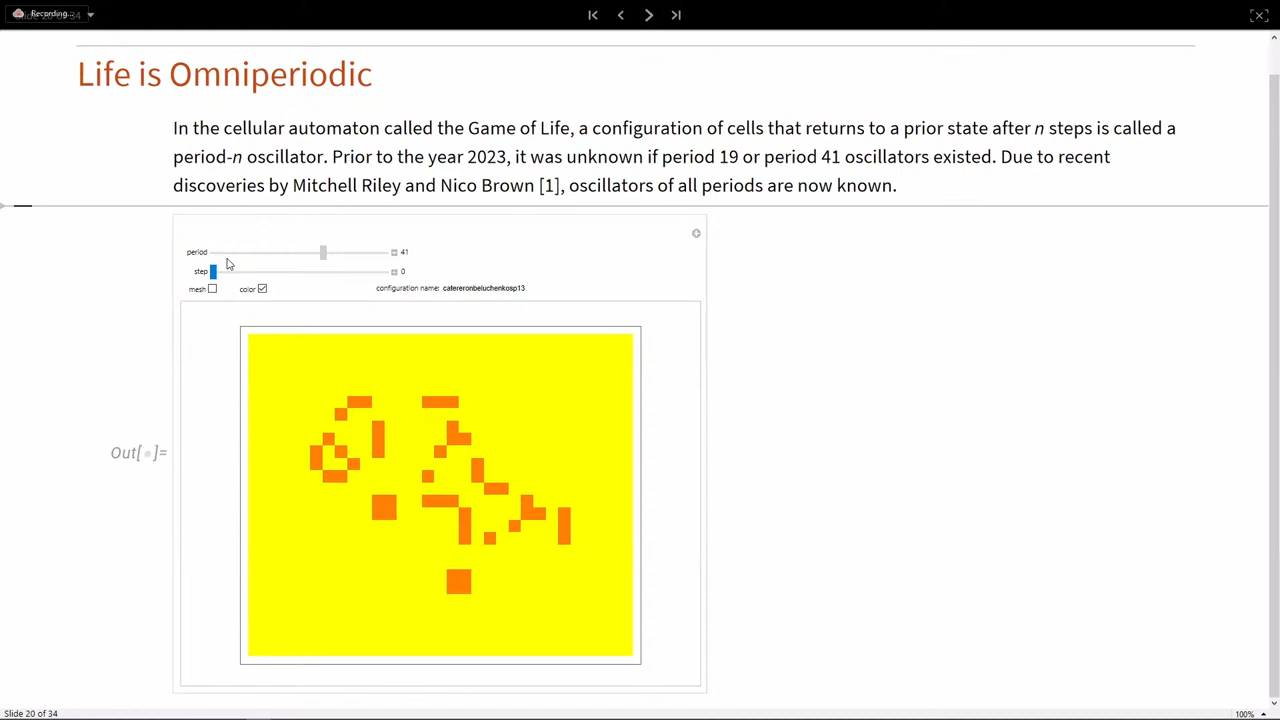 Recording...
Slide 20 of 34
Life is Omniperiodic
In the cellular automaton called the Game of Life, a configuration of cells that returns to a prior state after n steps is called a
period-n oscillator. Prior to the year 2023, it was unknown if period 19 or period 41 oscillators existed. Due to recent
discoveries by Mitchell Riley and Nico Brown [1], oscillators of all periods are now known.
period 41
step 0
mesh color configuration name: catereronbeluchenkosp13
Out[ ]=
Slide 20 of 34 100%